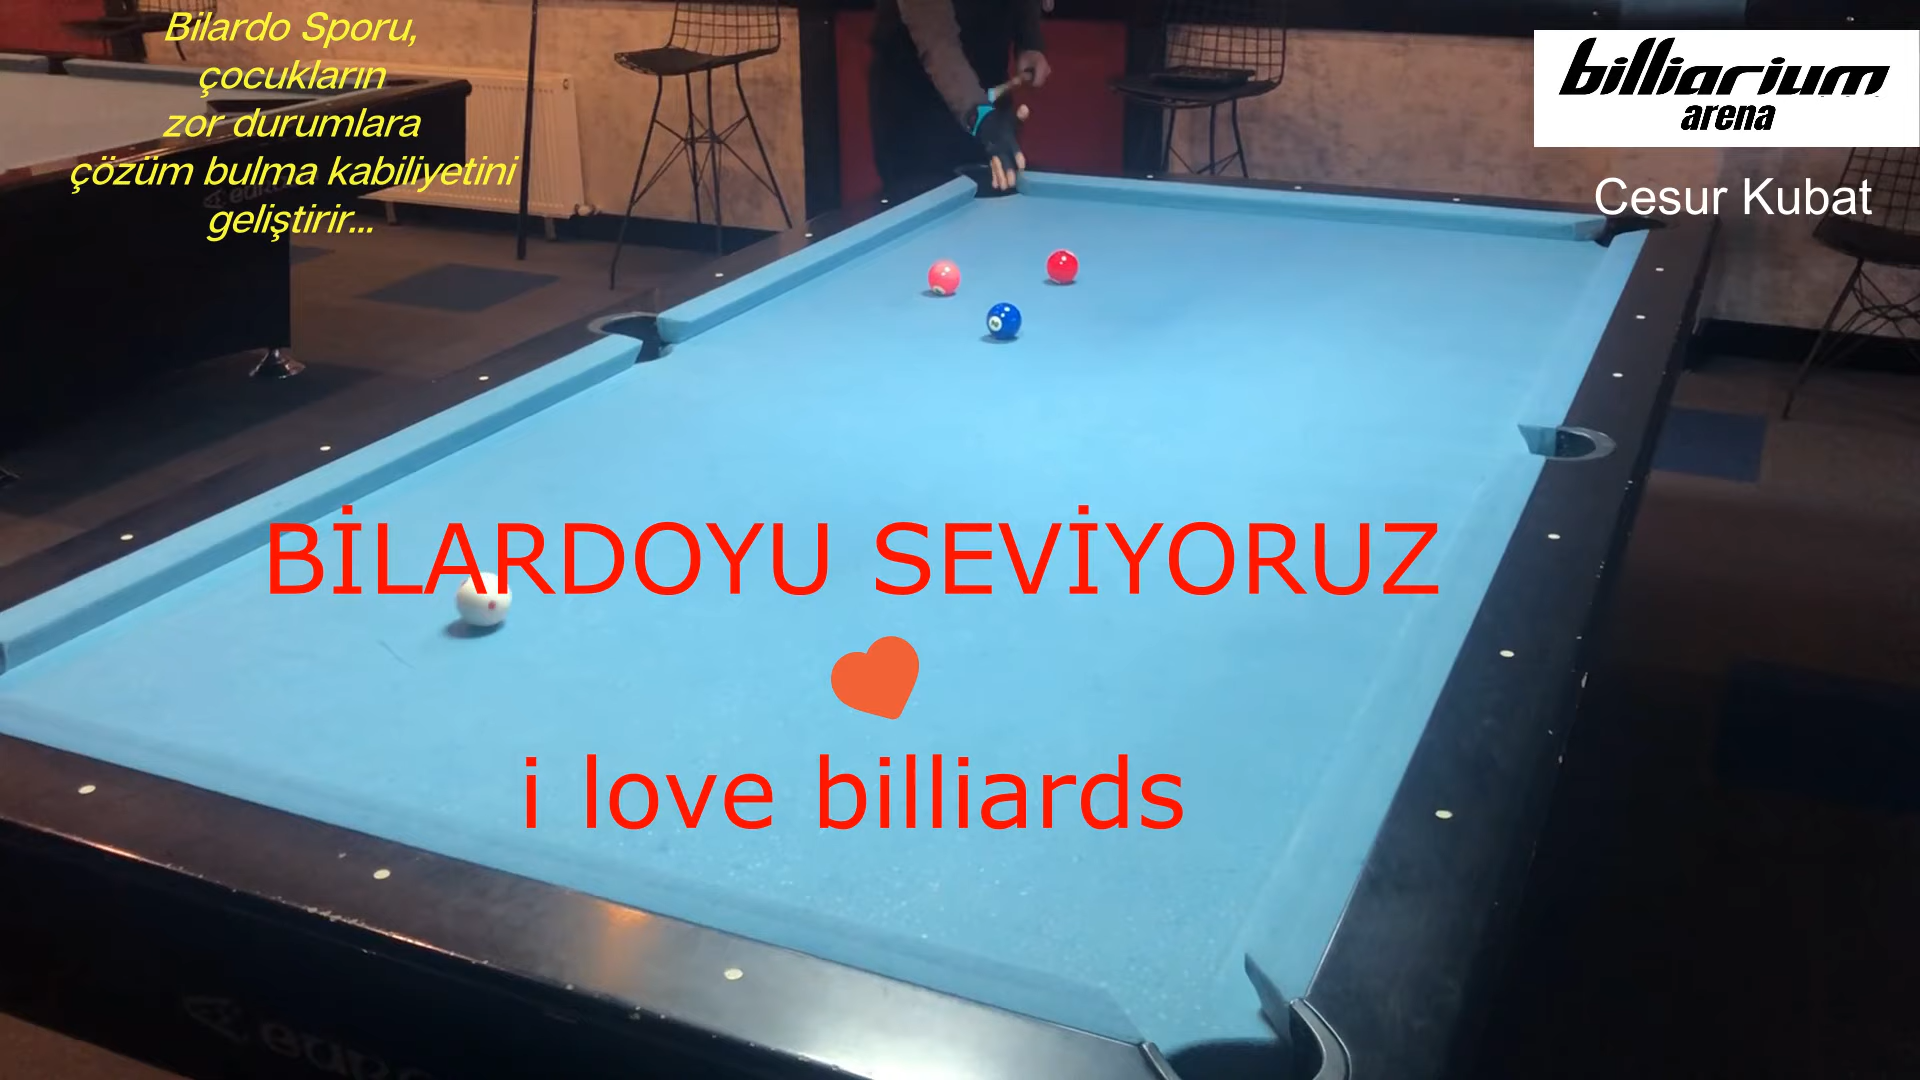 Bilardo Sporu,
çocukların
zor durumlara
çözüm bulma kabiliyetini
geliştirir...
billiarium
arena
Cesur Kubat
BİLARDOYU SEVİYORUZ
i love billiards